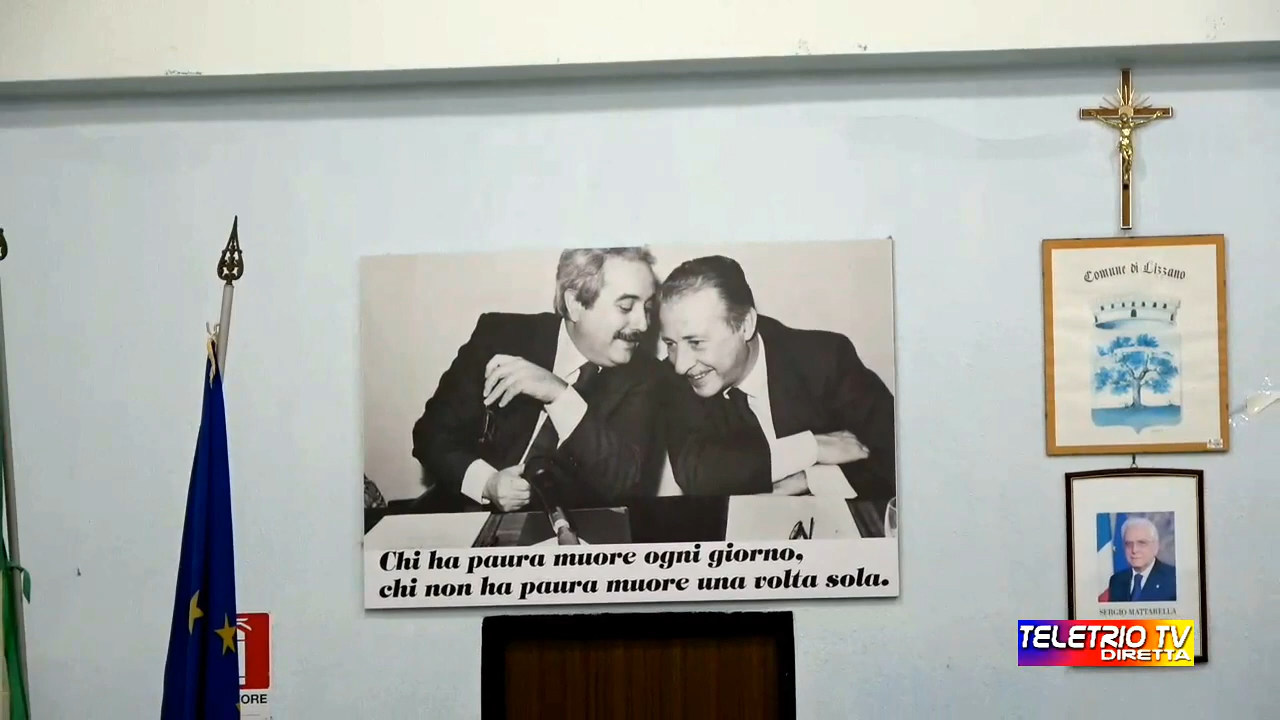 Comune di Lizzano
Chi ha paura muore ogni giorno,
chi non ha paura muore una volta sola.
SERGIO MATTARELLA
TELETRIO TV
DIRETTA
ORE